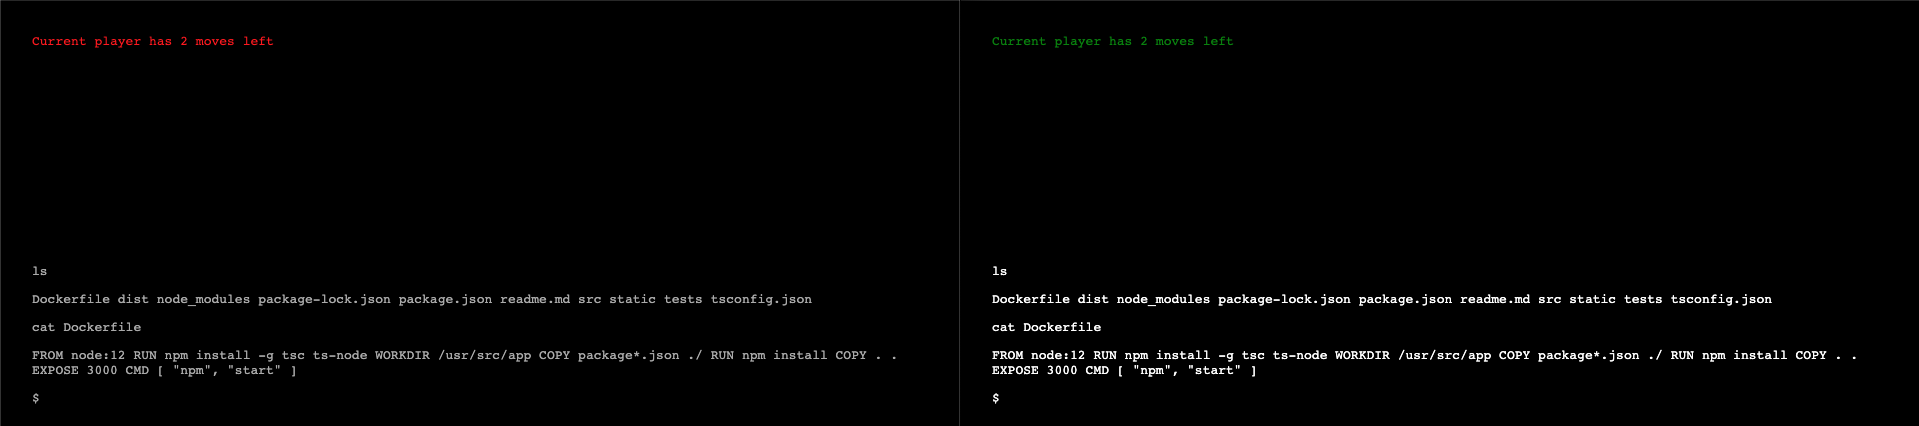 Current player has 2 moves left
ls
Dockerfile dist node_modules package-lock.json package.json readme.md src static tests tsconfig.json
cat Dockerfile
FROM node:12 RUN npm install -g tsc ts-node WORKDIR /usr/src/app COPY package*.json ./ RUN npm install COPY . .
EXPOSE 3000 CMD [ "npm", "start" ]
$
Current player has 2 moves left
ls
Dockerfile dist node_modules package-lock.json package.json readme.md src static tests tsconfig.json
cat Dockerfile
FROM node:12 RUN npm install -g tsc ts-node WORKDIR /usr/src/app COPY package*.json ./ RUN npm install COPY . .
EXPOSE 3000 CMD [ "npm", "start" ]
$